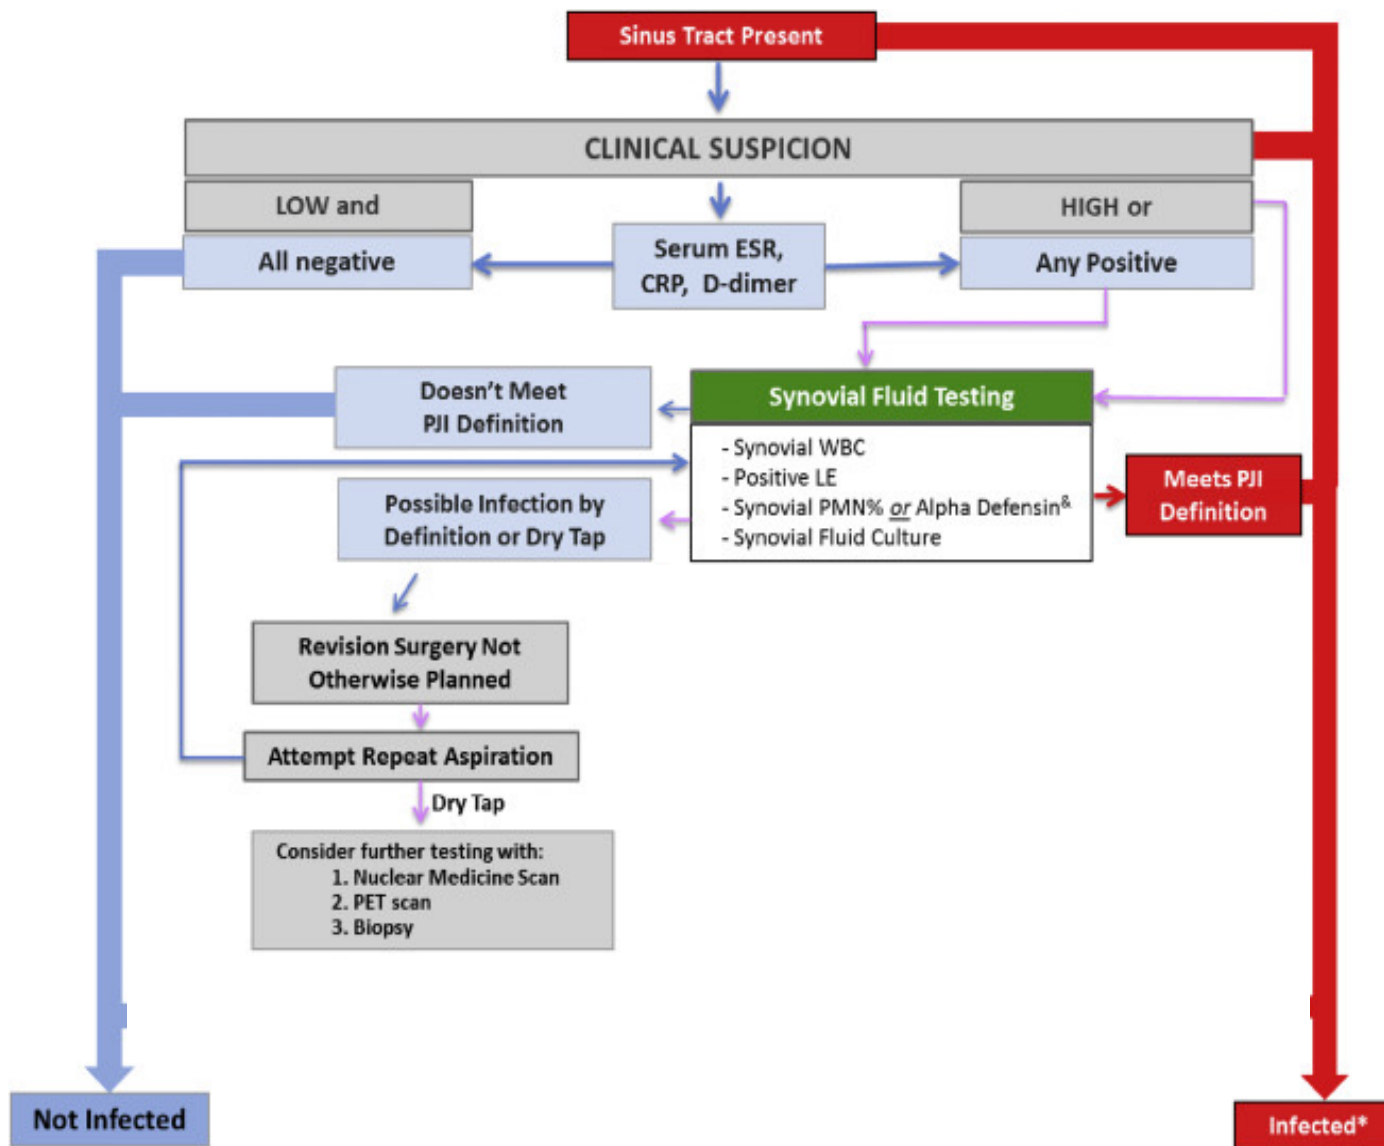 Sinus Tract Present
CLINICAL SUSPICION
LOW and
HIGH or
All negative
Serum ESR,
CRP, D-dimer
Any Positive
Doesn't Meet
PJI Definition
Synovial Fluid Testing
- Synovial WBC
- Positive LE
- Synovial PMN% or Alpha Defensin&
- Synovial Fluid Culture
Meets PJI
Definition
Possible Infection by
Definition or Dry Tap
Revision Surgery Not
Otherwise Planned
Attempt Repeat Aspiration
Dry Tap
Consider further testing with:
1. Nuclear Medicine Scan
2. PET scan
3. Biopsy
Not Infected
Infected*